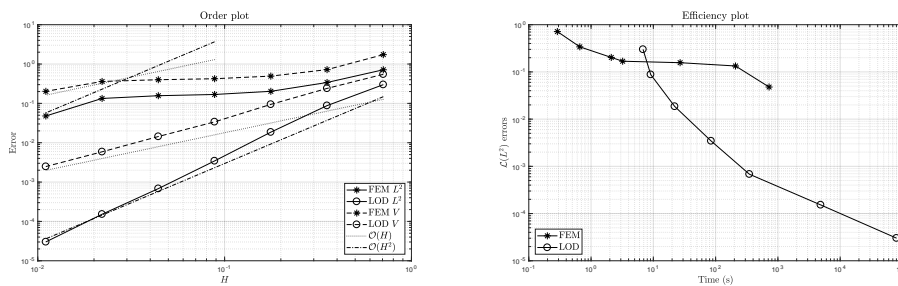 Order plot
10^1
10^0
10^-1
10^-2
10^-3
10^-4
10^-5
Error
FEM L^2
LOD L^2
FEM V
LOD V
O(H)
O(H^2)
10^-2
10^-1
10^0
H
Efficiency plot
10^0
10^-1
10^-2
10^-3
10^-4
10^-5
L(L^2) errors
FEM
LOD
10^-1
10^0
10^1
10^2
10^3
10^4
Time (s)